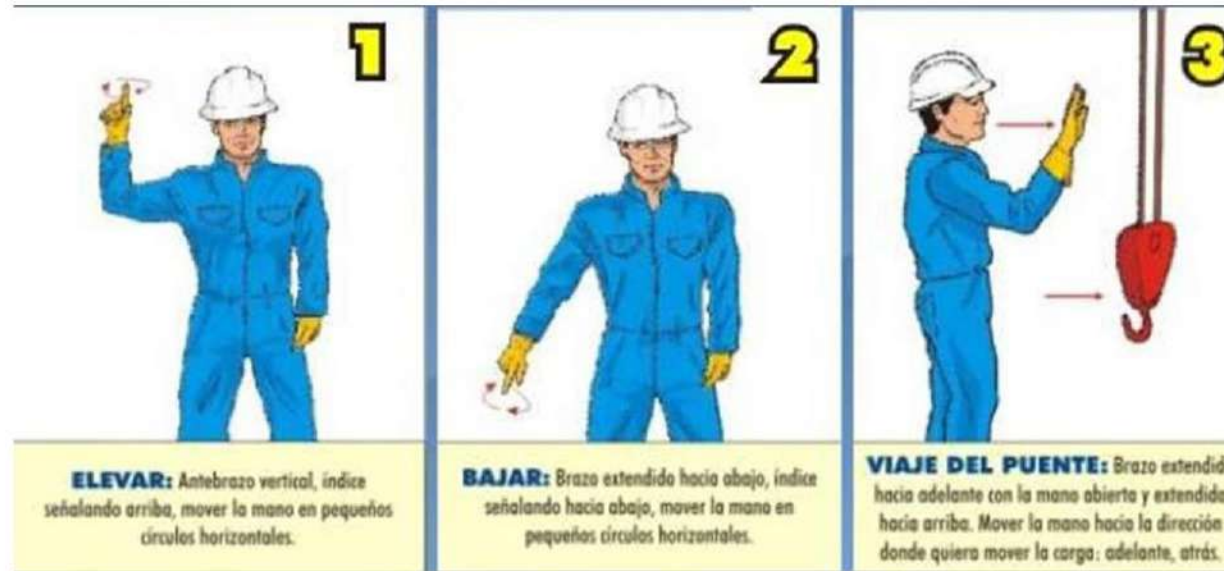 1
ELEVAR: Antebrazo vertical, índice
señalando arriba, mover la mano en pequeños
círculos horizontales.
2
BAJAR: Brazo extendido hacia abajo, índice
señalando hacia abajo, mover la mano en
pequeños círculos horizontales.
3
VIAJE DEL PUENTE: Brazo extendid
hacia adelante con la mano abierta y extendida
hacia arriba. Mover la mano hacia la dirección
donde quiera mover la carga: adelante, atrás.